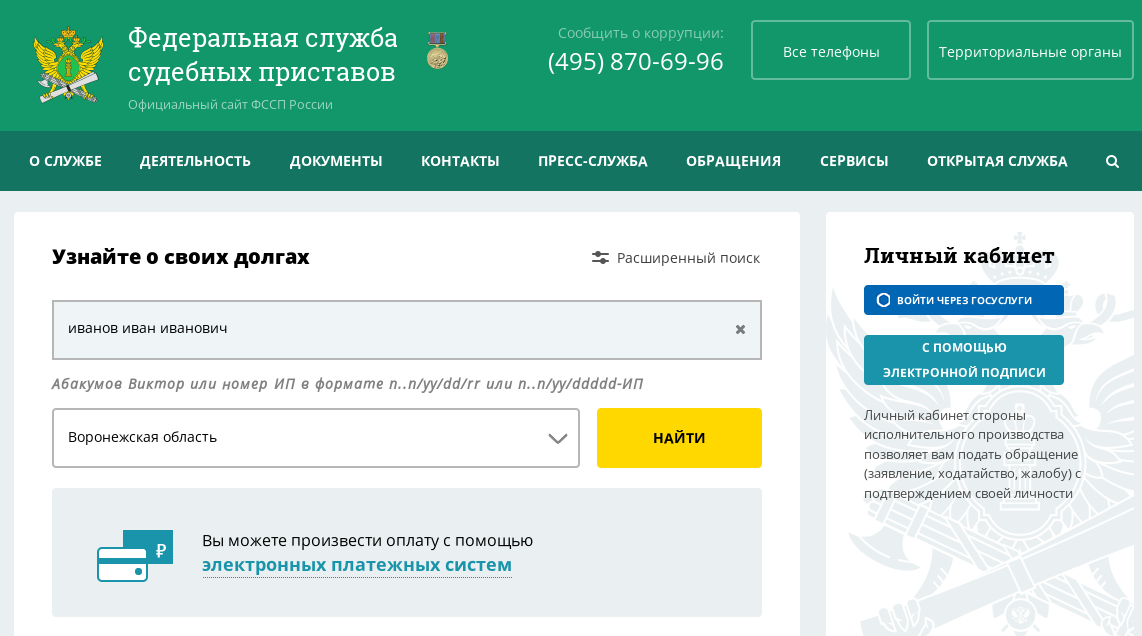 Федеральная служба
судебных приставов
Официальный сайт ФССП России
Сообщить о коррупции:
(495) 870-69-96
Все телефоны
Территориальные органы
О СЛУЖБЕ ДЕЯТЕЛЬНОСТЬ ДОКУМЕНТЫ КОНТАКТЫ ПРЕСС-СЛУЖБА ОБРАЩЕНИЯ СЕРВИСЫ ОТКРЫТАЯ СЛУЖБА
Узнайте о своих долгах
Расширенный поиск
иванов иван иванович
Абакумов Виктор или номер ИП в формате n..n/yy/dd/rr или n..n/yy/ddddd-ИП
Воронежская область
НАЙТИ
₽
Вы можете произвести оплату с помощью
электронных платежных систем
Личный кабинет
ВОЙТИ ЧЕРЕЗ ГОСУСЛУГИ
С ПОМОЩЬЮ
ЭЛЕКТРОННОЙ ПОДПИСИ
Личный кабинет стороны
исполнительного производства
позволяет вам подать обращение
(заявление, ходатайство, жалобу) с
подтверждением своей личности